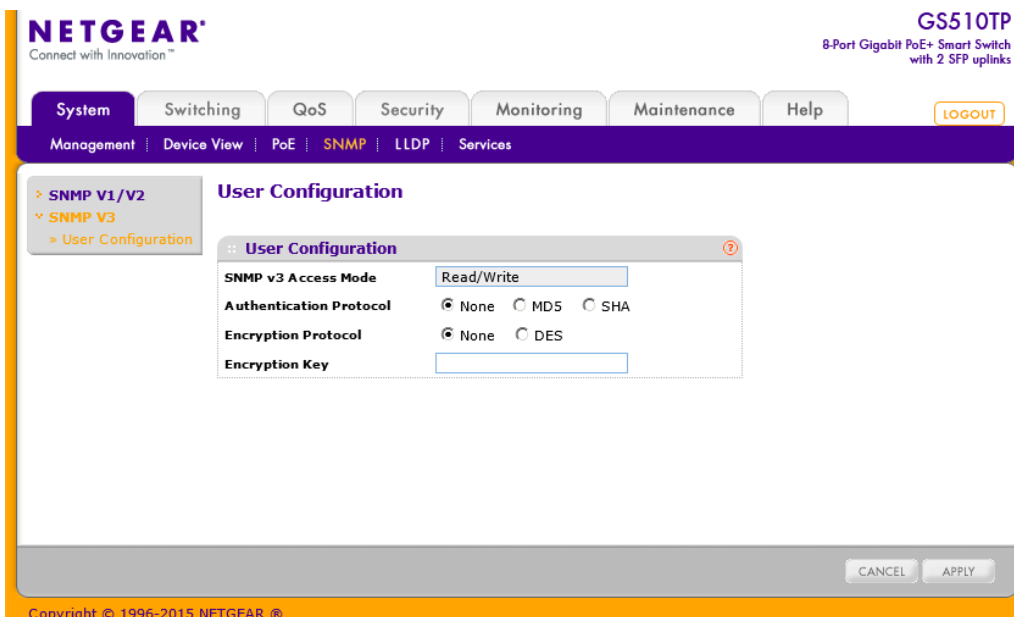 NETGEAR®
Connect with Innovation™
GS510TP
8-Port Gigabit PoE+ Smart Switch
with 2 SFP uplinks
System Switching QoS Security Monitoring Maintenance Help LOGOUT
Management Device View PoE SNMP LLDP Services
SNMP V1/V2
SNMP V3
» User Configuration
User Configuration
User Configuration ?
SNMP v3 Access Mode Read/Write
Authentication Protocol None MD5 SHA
Encryption Protocol None DES
Encryption Key
CANCEL APPLY
Copyright © 1996-2015 NETGEAR ®